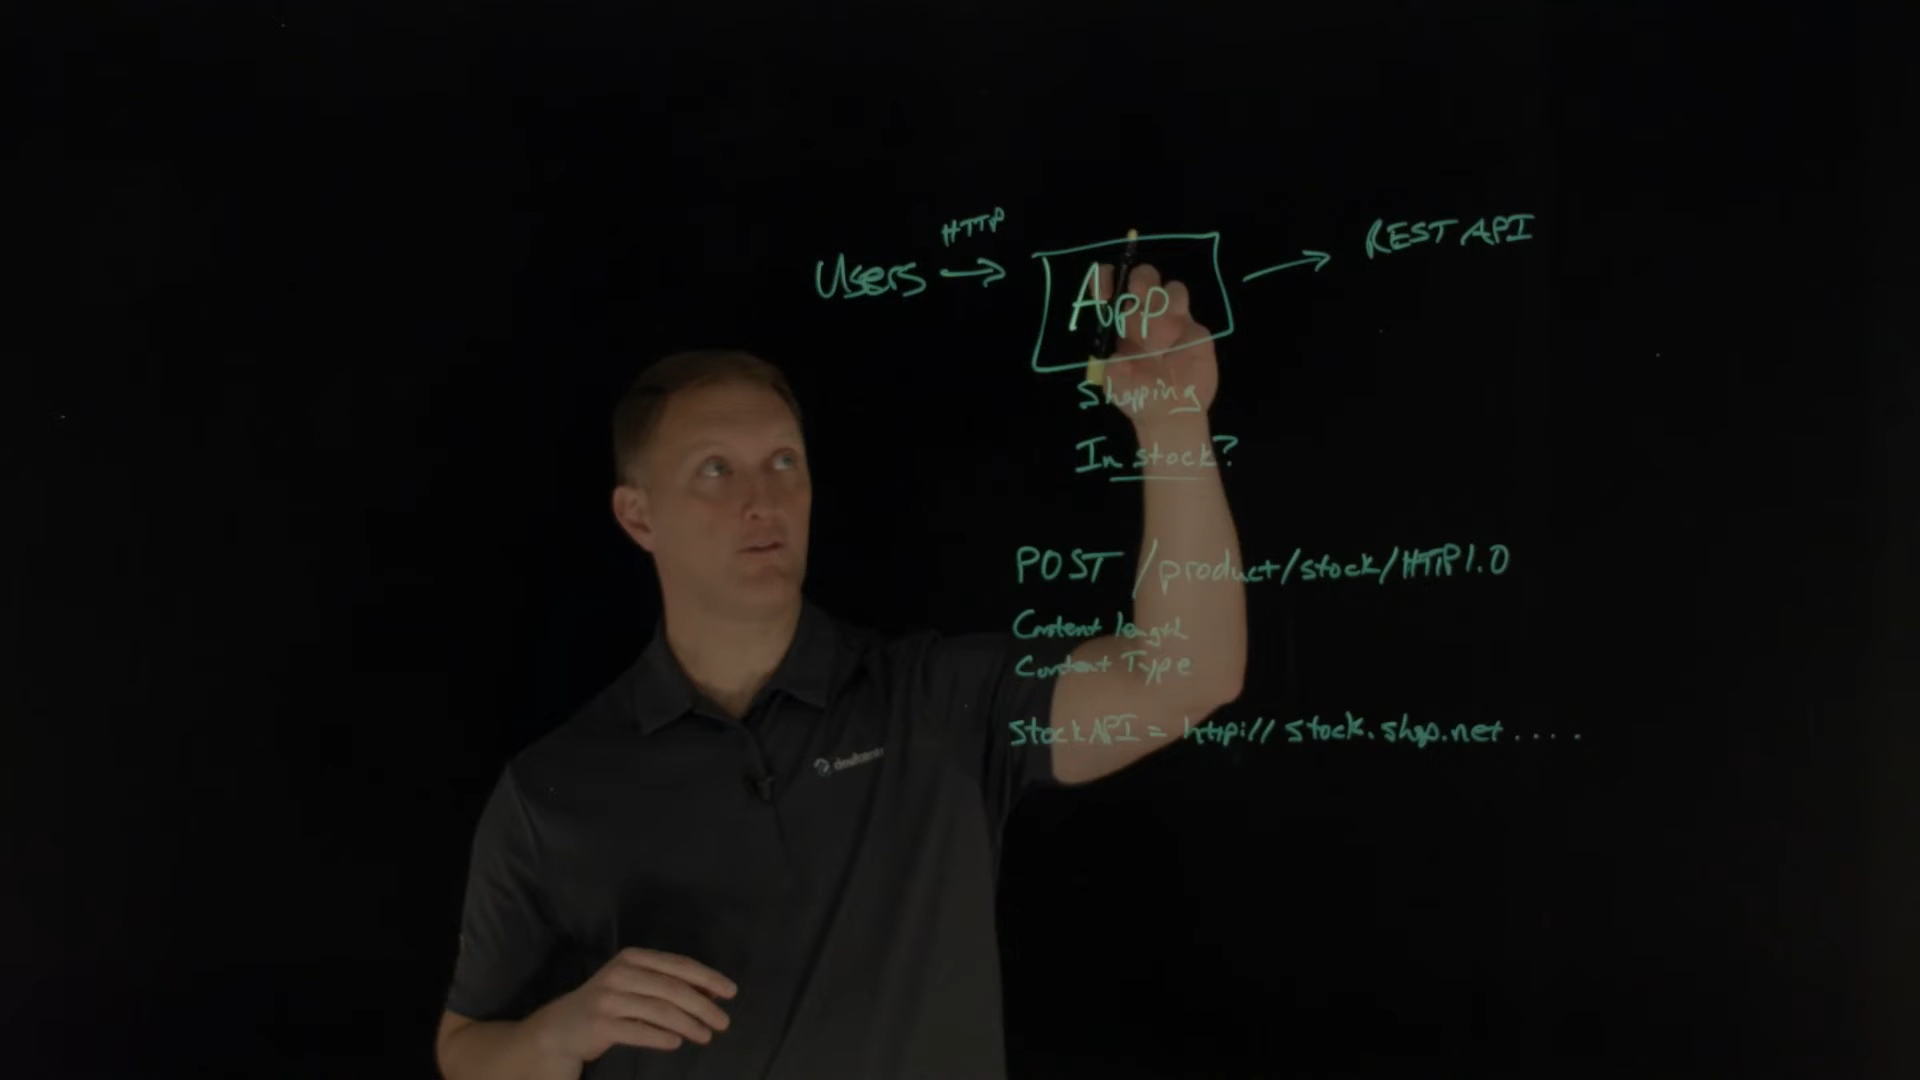 HTTP
Users
App
REST API
Shopping
In stock?
POST /product/stock/HTTP1.0
Content length
Content Type
StockAPI = http://stock.shop.net....